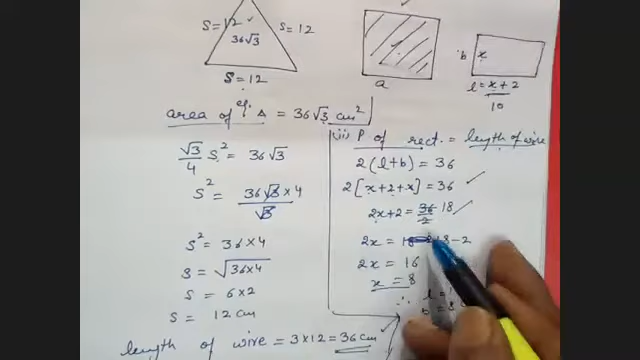 S=12
S=12
36√3
S=12
a
b
x
l=x+2
10
area of eq. △ = 36√3 cm²
√3/4 S² = 36√3
S² = 36√3×4/√3
S² = 36×4
S = √36×4
S = 6×2
S = 12 cm
length of wire = 3×12 = 36 cm
(ii) P of rect. = length of wire
2(l+b) = 36
2[x+2+x] = 36
2x+2 = 36/2 18
2x = 18-2
2x = 16
x = 8
∴ l =
b = 8